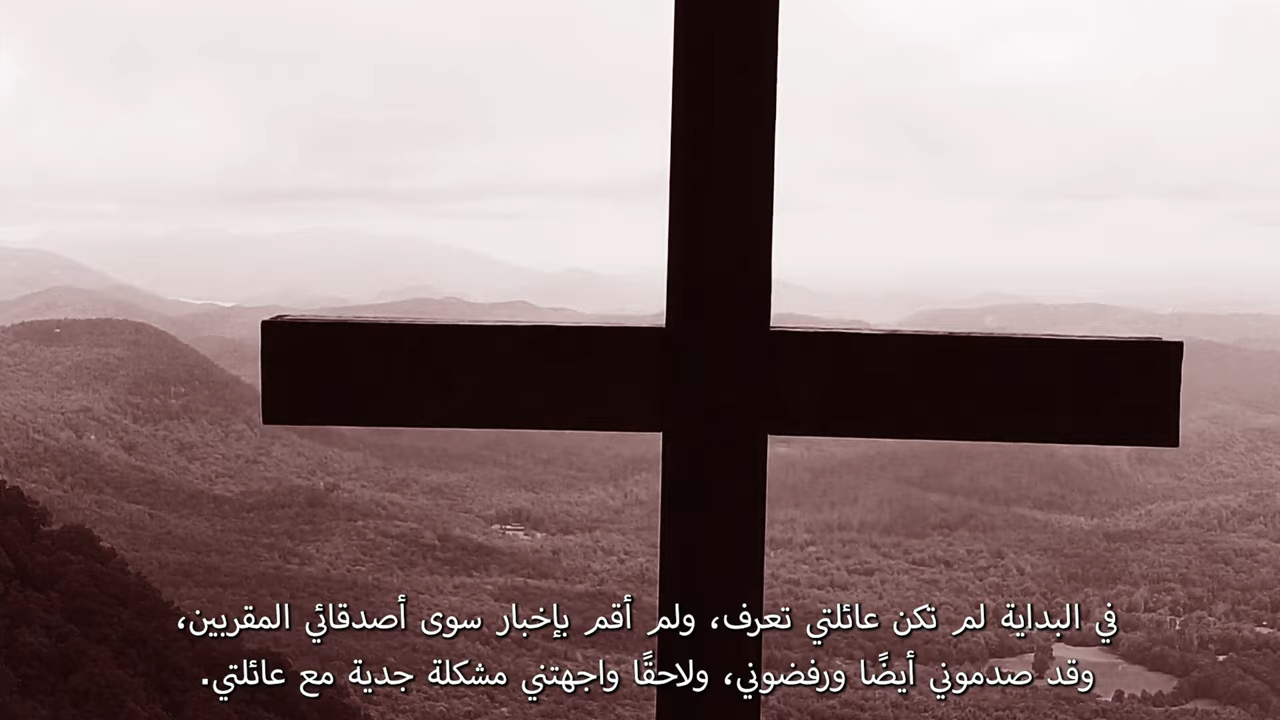 في البداية لم تكن عائلتي تعرف، ولم أقم بإخبار سوى أصدقائي المقربين،
وقد صدموني أيضًا ورفضوني، ولاحقًا واجهتني مشكلة جدية مع عائلتي.